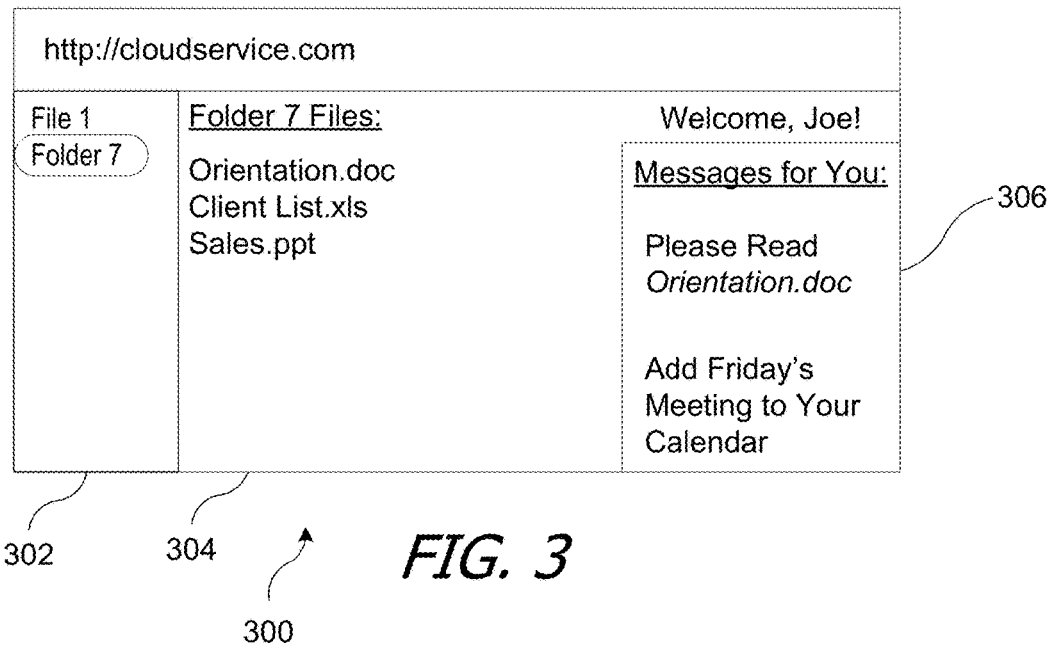 http://cloudservice.com
File 1
Folder 7
Folder 7 Files:
Orientation.doc
Client List.xls
Sales.ppt
Welcome, Joe!
Messages for You:
Please Read
Orientation.doc
Add Friday's
Meeting to Your
Calendar
306
302
304
300
FIG. 3